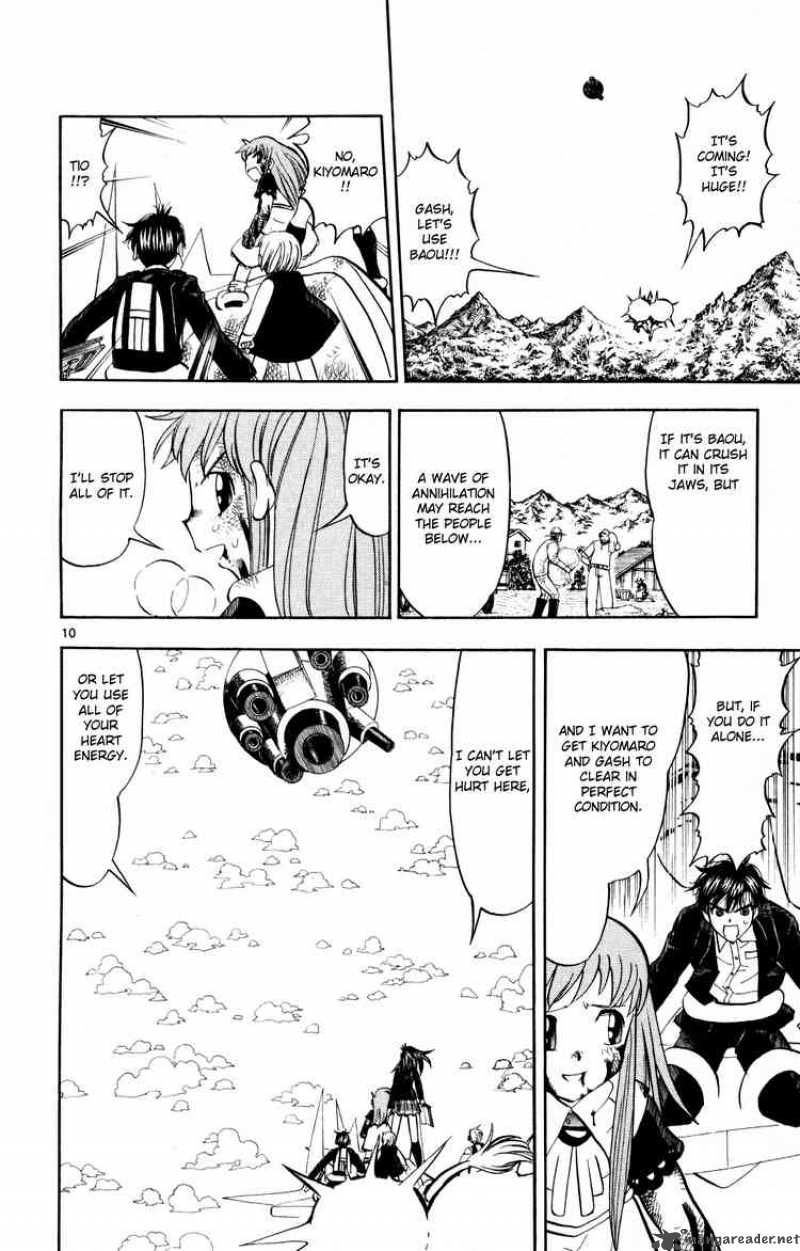 IT'S
COMING!
IT'S
HUGE!!
GASH,
LET'S
USE
BAOU!!!
NO,
KIYOMARO
!!
TIO
!!?
IF IT'S BAOU,
IT CAN CRUSH
IT IN ITS
JAWS, BUT
A WAVE OF
ANNIHILATION
MAY REACH
THE PEOPLE
BELOW...
IT'S
OKAY.
I'LL STOP
ALL OF IT.
10
BUT, IF
YOU DO IT
ALONE...
AND I WANT TO
GET KIYOMARO
AND GASH TO
CLEAR IN
PERFECT
CONDITION.
I CAN'T LET
YOU GET
HURT HERE,
OR LET
YOU USE
ALL OF
YOUR
HEART
ENERGY.
mangareader.net